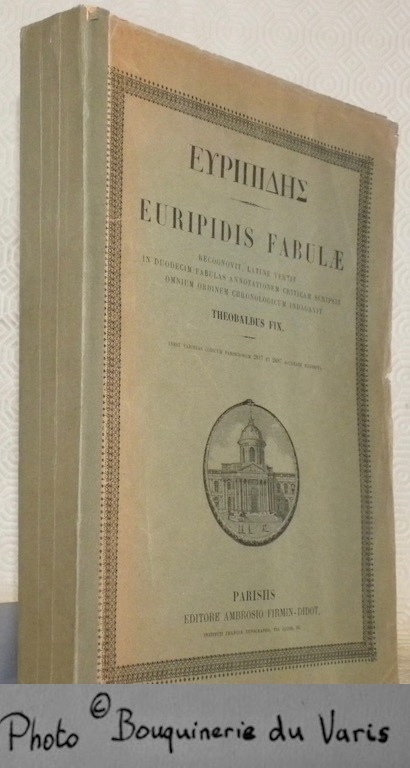 ΕΥΡΙΠΙΔΗΣ
EURIPIDIS FABULÆ
RECOGNOVIT, LATINE VERTIT
IN DUODECIM FABULAS ANNOTATIONEM CRITICAM SCRIPSIT
OMNIUM ORDINEM CHRONOLOGICUM INDAGAVIT
THEOBALDUS FIX.
PARISIIS
EDITORE AMBROSIO FIRMIN-DIDOT,
Photo © Bouquinerie du Varis